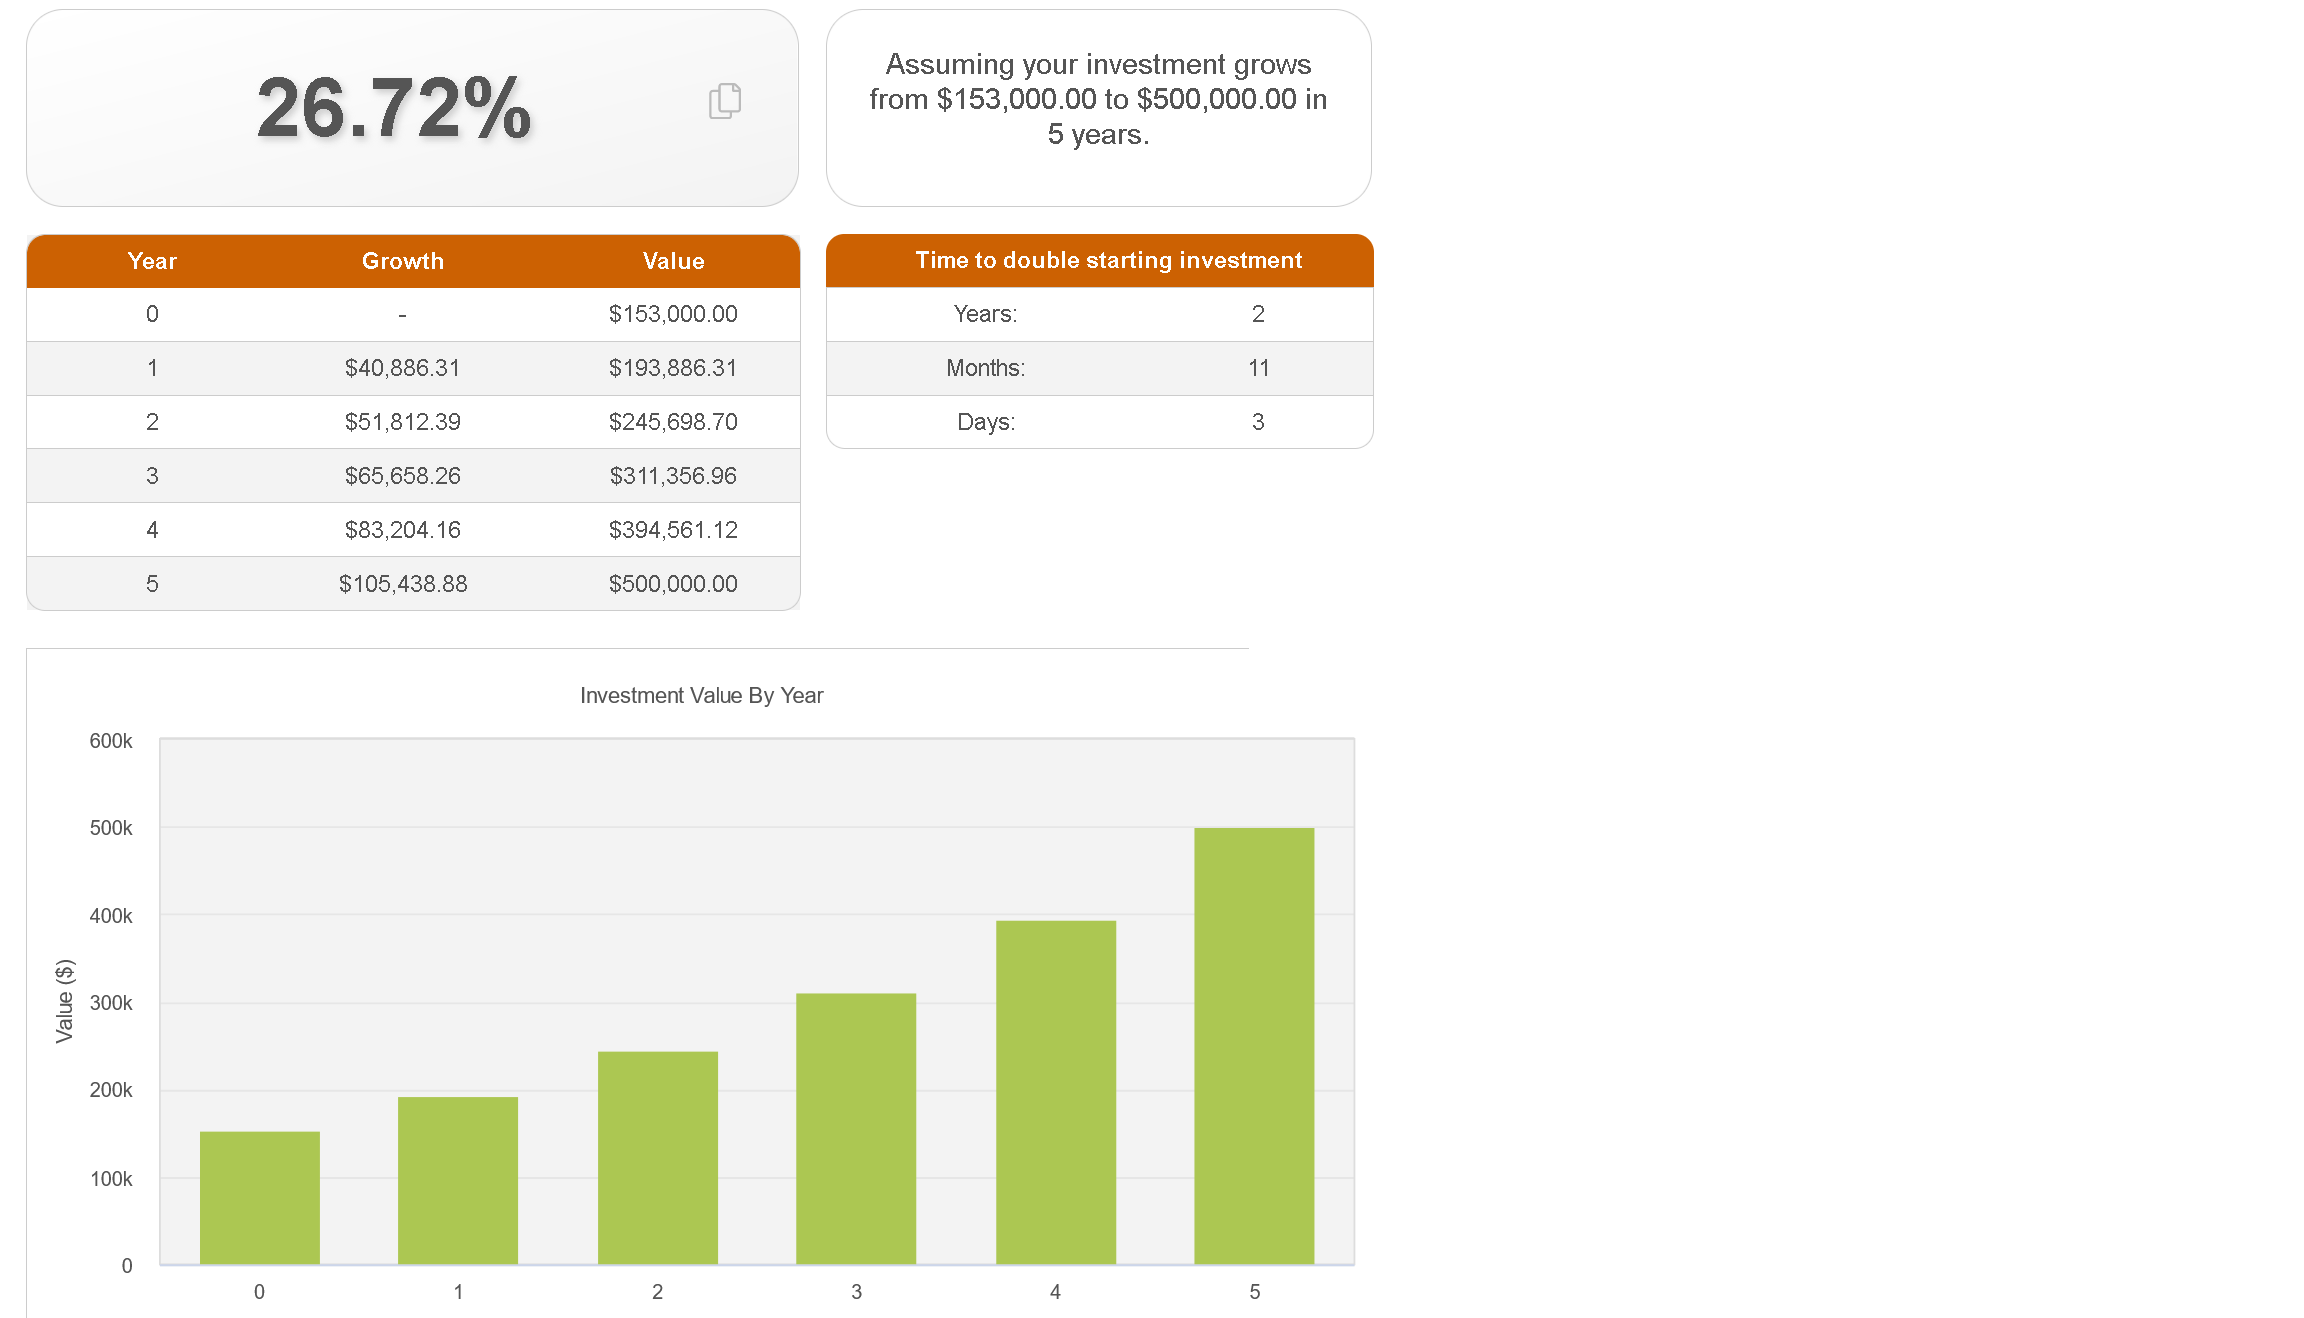 26.72%
Assuming your investment grows
from $153,000.00 to $500,000.00 in
5 years.
Year Growth Value
0 - $153,000.00
1 $40,886.31 $193,886.31
2 $51,812.39 $245,698.70
3 $65,658.26 $311,356.96
4 $83,204.16 $394,561.12
5 $105,438.88 $500,000.00
Time to double starting investment
Years: 2
Months: 11
Days: 3
Investment Value By Year
Value ($)
600k
500k
400k
300k
200k
100k
0
0 1 2 3 4 5